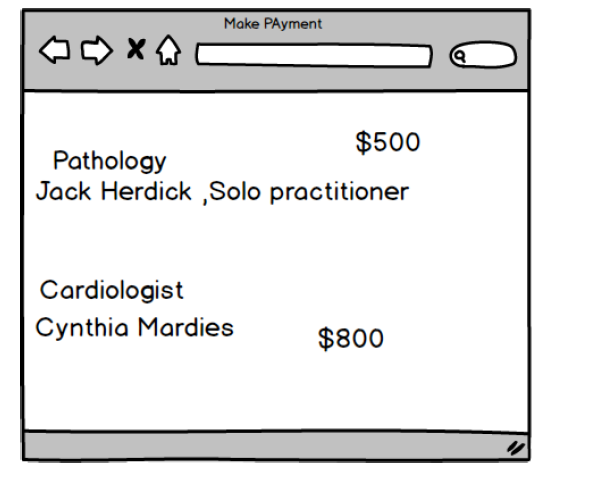 Make PAyment
$500
Pathology
Jack Herdick ,Solo practitioner
Cardiologist
Cynthia Mardies
$800